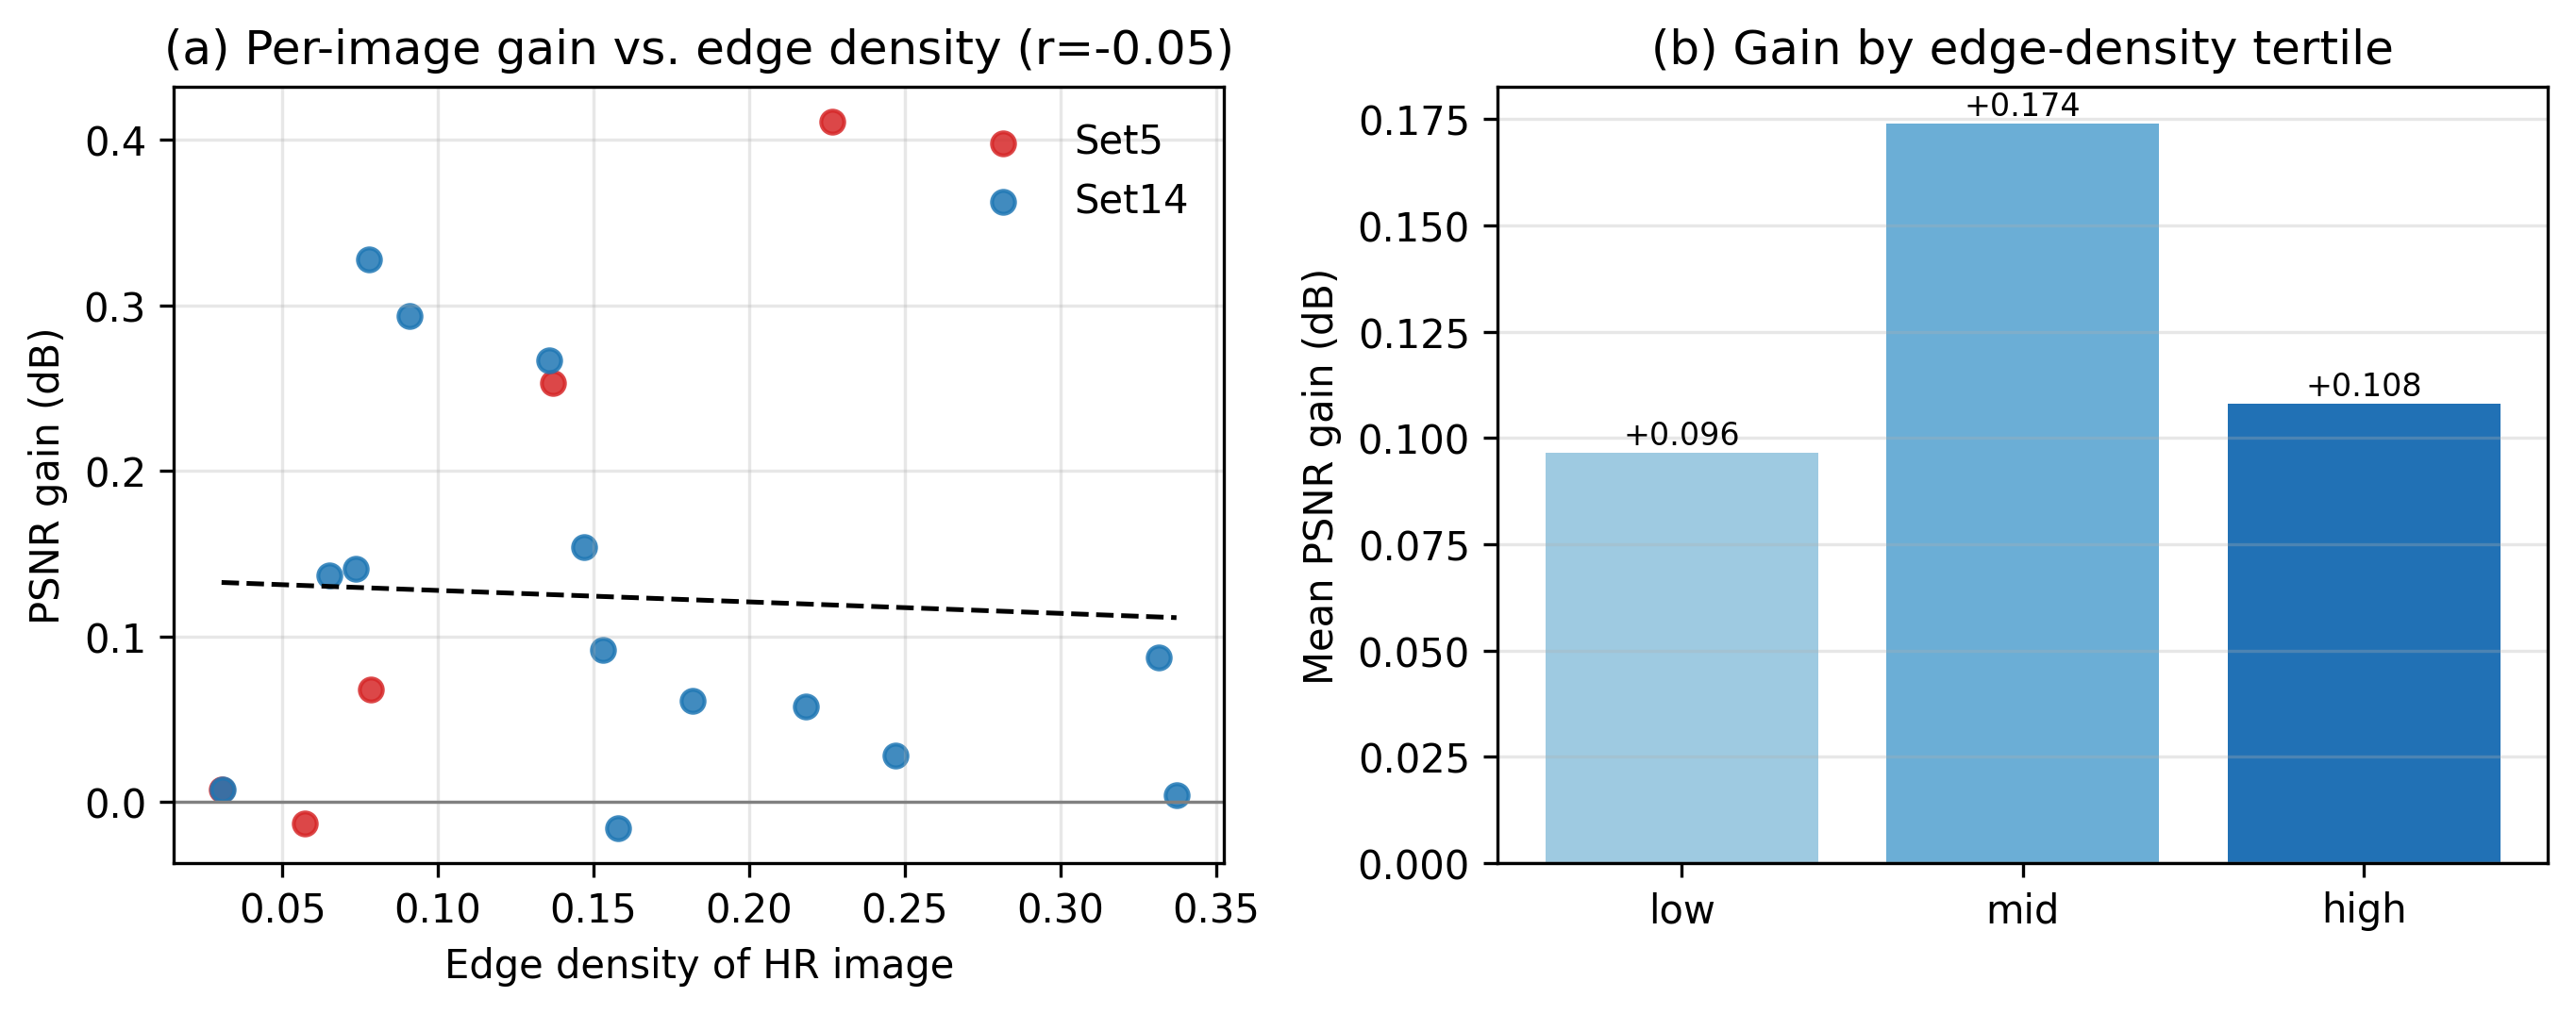 (a) Per-image gain vs. edge density (r=-0.05)
PSNR gain (dB)
0.4
0.3
0.2
0.1
0.0
Set5
Set14
0.05 0.10 0.15 0.20 0.25 0.30 0.35
Edge density of HR image
(b) Gain by edge-density tertile
Mean PSNR gain (dB)
0.175
0.150
0.125
0.100
0.075
0.050
0.025
0.000
+0.096
+0.174
+0.108
low mid high